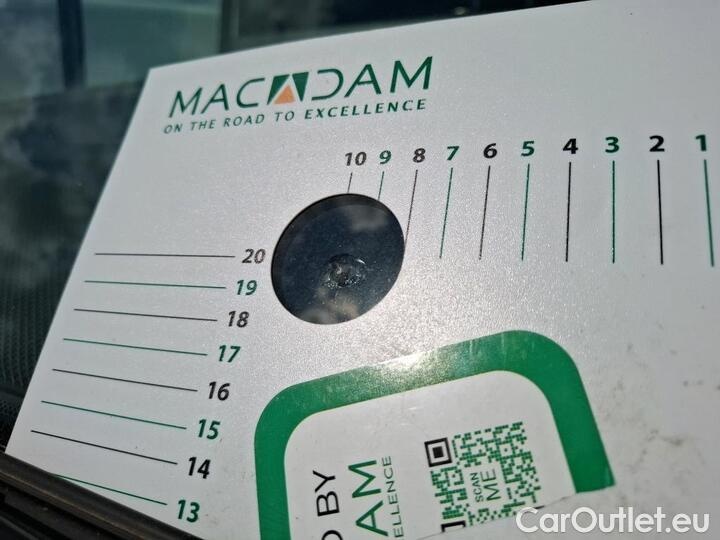 MACADAM
ON THE ROAD TO EXCELLENCE
10 9 8 7 6 5 4 3 2 1
20
19
18
17
16
15
14
13
D BY
AM
ELLENCE
SCAN
ME
CarOutlet.eu